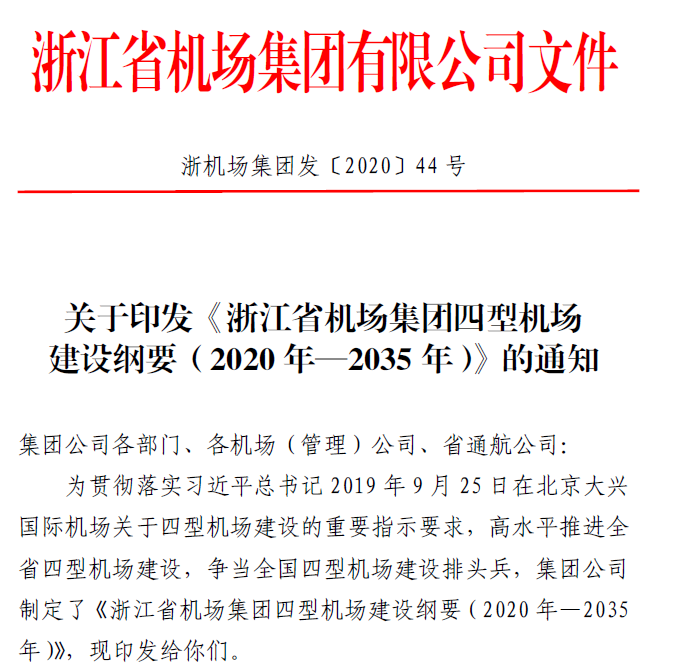 浙江省机场集团有限公司文件
浙机场集团发〔2020〕44 号
关于印发《浙江省机场集团四型机场
建设纲要（2020 年—2035 年）》的通知
集团公司各部门、各机场（管理）公司、省通航公司：
为贯彻落实习近平总书记 2019 年 9 月 25 日在北京大兴
国际机场关于四型机场建设的重要指示要求，高水平推进全
省四型机场建设，争当全国四型机场建设排头兵，集团公司
制定了《浙江省机场集团四型机场建设纲要（2020 年—2035
年）》，现印发给你们。